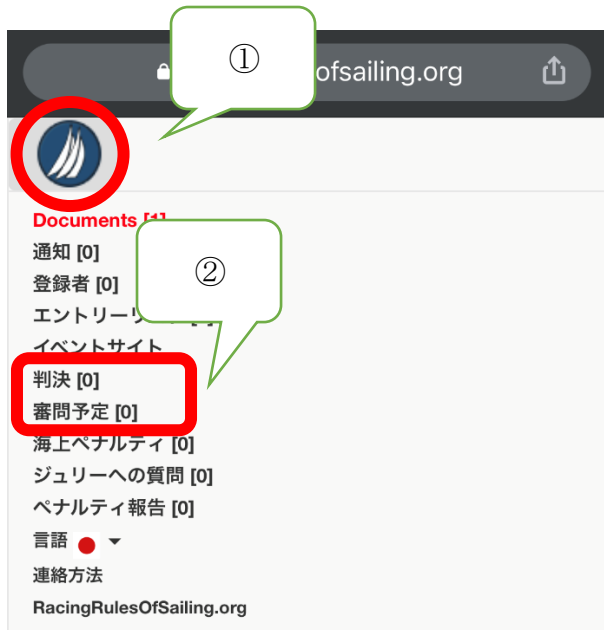 ①
ofsailing.org
Documents [1]
通知 [0]
②
登録者 [0]
エントリーリ
イベントサイト
判決 [0]
審問予定 [0]
海上ペナルティ [0]
ジュリーへの質問 [0]
ペナルティ報告 [0]
言語
連絡方法
RacingRulesOfSailing.org